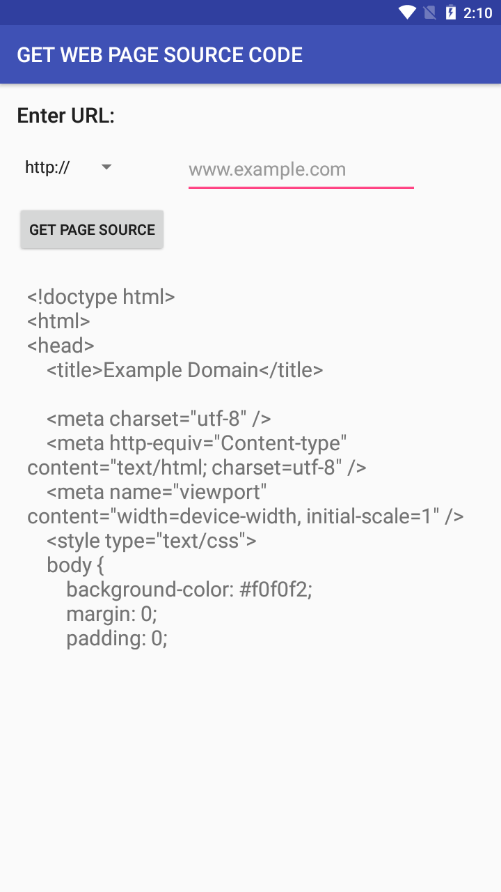 2:10
GET WEB PAGE SOURCE CODE
Enter URL:
http:// www.example.com
GET PAGE SOURCE
<!doctype html>
<html>
<head>
    <title>Example Domain</title>

    <meta charset="utf-8" />
    <meta http-equiv="Content-type"
content="text/html; charset=utf-8" />
    <meta name="viewport"
content="width=device-width, initial-scale=1" />
    <style type="text/css">
    body {
        background-color: #f0f0f2;
        margin: 0;
        padding: 0;